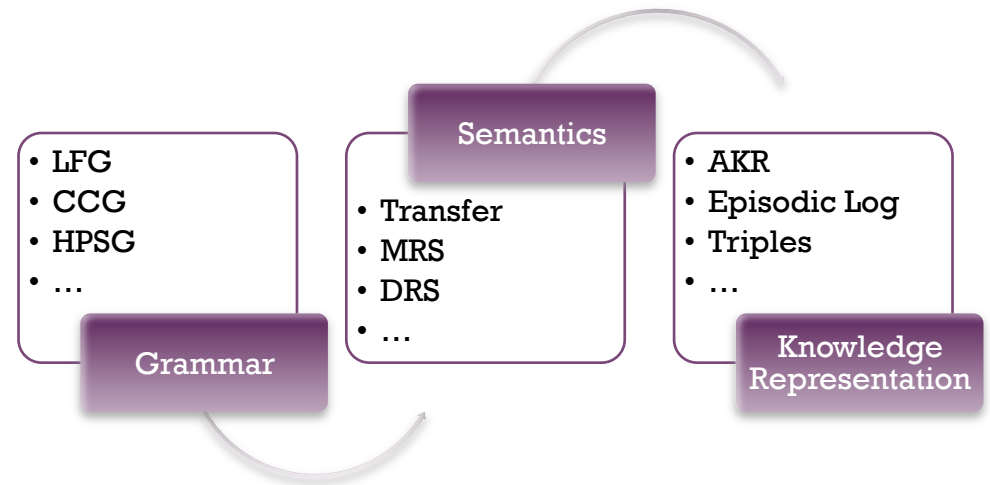 • LFG
• CCG
• HPSG
• …
Grammar
Semantics
• Transfer
• MRS
• DRS
• …
• AKR
• Episodic Log
• Triples
• …
Knowledge
Representation